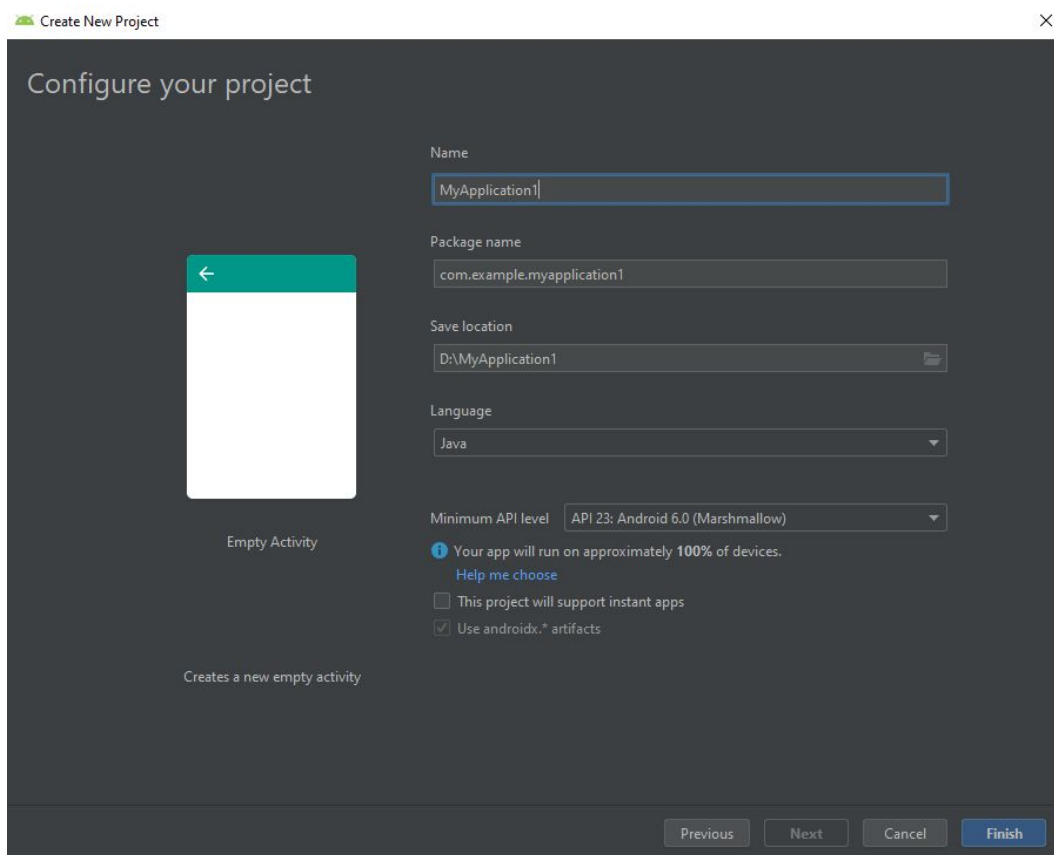 Create New Project
Configure your project
Name
MyApplication1
Package name
com.example.myapplication1
Save location
D:\MyApplication1
Language
Java
Minimum API level API 23: Android 6.0 (Marshmallow)
Your app will run on approximately 100% of devices.
Help me choose
This project will support instant apps
Use androidx.* artifacts
Empty Activity
Creates a new empty activity
Previous Next Cancel Finish